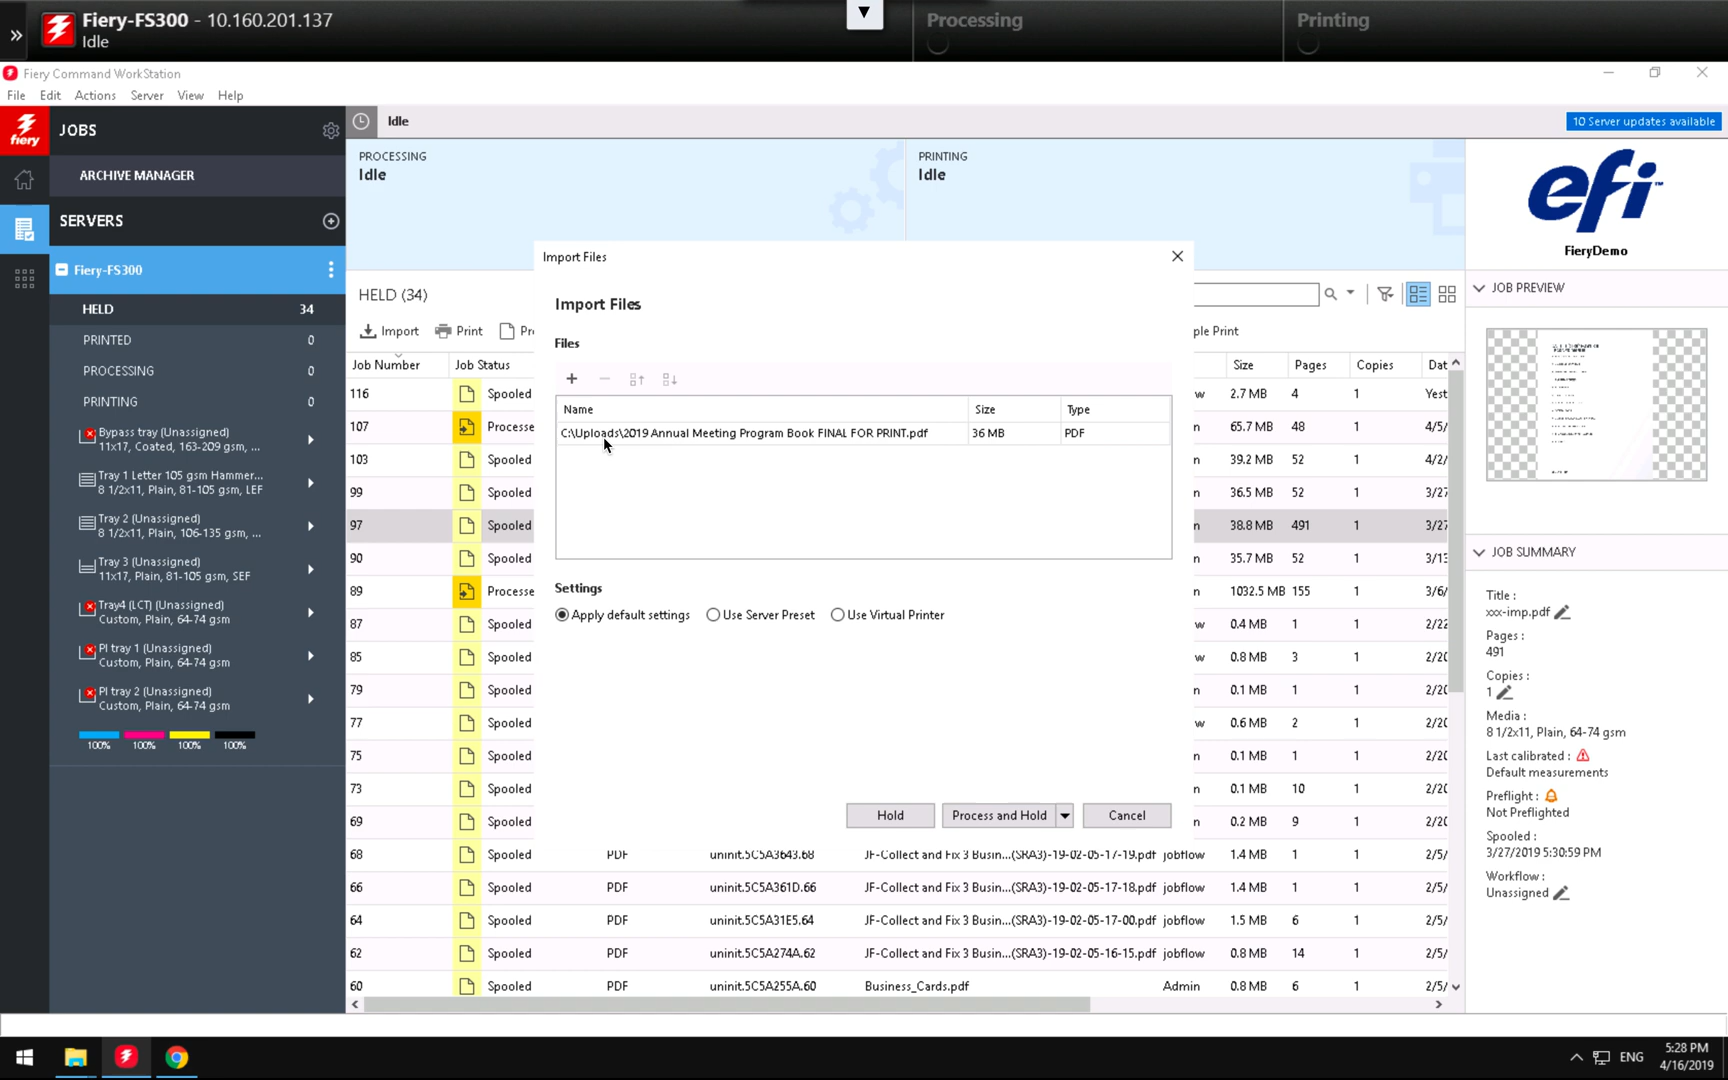 Fiery-FS300 - 10.160.201.137
Idle
Processing
Printing
Fiery Command WorkStation
File Edit Actions Server View Help
fiery
JOBS
ARCHIVE MANAGER
SERVERS
Fiery-FS300
HELD 34
PRINTED 0
PROCESSING 0
PRINTING 0
Bypass tray (Unassigned)
11x17, Coated, 163-209 gsm, ...
Tray 1 Letter 105 gsm Hammer...
8 1/2x11, Plain, 81-105 gsm, LEF
Tray 2 (Unassigned)
8 1/2x11, Plain, 106-135 gsm, ...
Tray 3 (Unassigned)
11x17, Plain, 81-105 gsm, SEF
Tray4 (LCT) (Unassigned)
Custom, Plain, 64-74 gsm
PI tray 1 (Unassigned)
Custom, Plain, 64-74 gsm
PI tray 2 (Unassigned)
Custom, Plain, 64-74 gsm
100% 100% 100% 100%
Idle
10 Server updates available
PROCESSING
Idle
PRINTING
Idle
HELD (34)
Import Print Pr ple Print
Job Number Job Status Size Pages Copies Dat
116 Spooled w 2.7 MB 4 Yest
107 Processe n 65.7 MB 48 1 4/5/
103 Spooled n 39.2 MB 52 1 4/2/
99 Spooled n 36.5 MB 52 1 3/27
97 Spooled n 38.8 MB 491 1 3/27
90 Spooled n 35.7 MB 52 1 3/13
89 Processe n 1032.5 MB 155 1 3/6/
87 Spooled w 0.4 MB 1 1 2/22
85 Spooled w 0.8 MB 3 1 2/20
79 Spooled n 0.1 MB 1 1 2/20
77 Spooled w 0.6 MB 2 1 2/20
75 Spooled n 0.1 MB 1 1 2/20
73 Spooled n 0.1 MB 10 1 2/20
69 Spooled n 0.2 MB 9 1 2/20
68 Spooled PDF uninit.5C5A3643.68 JF-Collect and Fix 3 Busin...(SRA3)-19-02-05-17-19.pdf jobflow 1.4 MB 1 1 2/5/
66 Spooled PDF uninit.5C5A361D.66 JF-Collect and Fix 3 Busin...(SRA3)-19-02-05-17-18.pdf jobflow 1.4 MB 1 1 2/5/
64 Spooled PDF uninit.5C5A31E5.64 JF-Collect and Fix 3 Busin...(SRA3)-19-02-05-17-00.pdf jobflow 1.5 MB 6 1 2/5/
62 Spooled PDF uninit.5C5A274A.62 JF-Collect and Fix 3 Busin...(SRA3)-19-02-05-16-15.pdf jobflow 0.8 MB 14 1 2/5/
60 Spooled PDF uninit.5C5A255A.60 Business_Cards.pdf Admin 0.8 MB 6 1 2/5/
Import Files
Import Files
Files
Name Size Type
C:\Uploads\2019 Annual Meeting Program Book FINAL FOR PRINT.pdf 36 MB PDF
Settings
Apply default settings Use Server Preset Use Virtual Printer
Hold Process and Hold Cancel
efi
FieryDemo
JOB PREVIEW
JOB SUMMARY
Title :
xxx-imp.pdf
Pages :
491
Copies :
1
Media :
8 1/2x11, Plain, 64-74 gsm
Last calibrated :
Default measurements
Preflight :
Not Preflighted
Spooled :
3/27/2019 5:30:59 PM
Workflow :
Unassigned
ENG
5:28 PM
4/16/2019